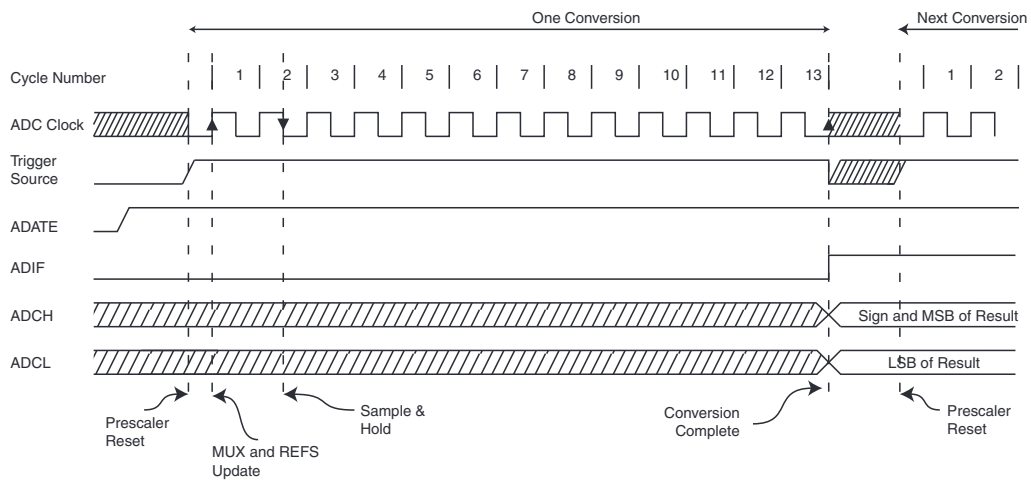 One Conversion
Next Conversion
Cycle Number
1 2 3 4 5 6 7 8 9 10 11 12 13 1 2
ADC Clock
Trigger
Source
ADATE
ADIF
ADCH
Sign and MSB of Result
ADCL
LSB of Result
Prescaler
Reset
MUX and REFS
Update
Sample &
Hold
Conversion
Complete
Prescaler
Reset